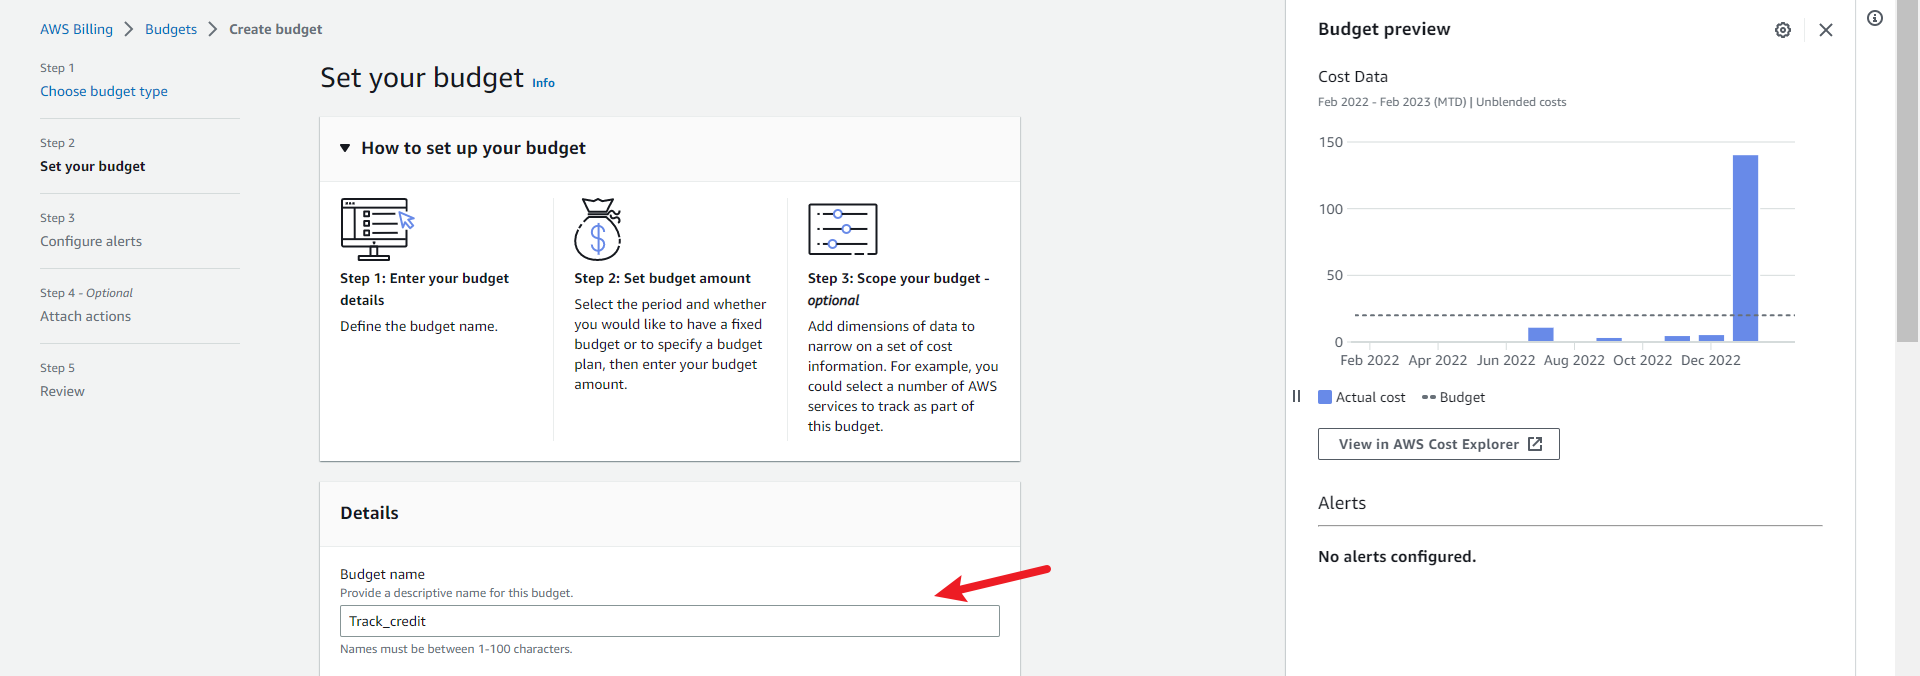 AWS Billing > Budgets > Create budget
Step 1
Choose budget type
Step 2
Set your budget
Step 3
Configure alerts
Step 4 - Optional
Attach actions
Step 5
Review
Set your budget Info
How to set up your budget
Step 1: Enter your budget
details
Define the budget name.
Step 2: Set budget amount
Select the period and whether
you would like to have a fixed
budget or to specify a budget
plan, then enter your budget
amount.
Step 3: Scope your budget -
optional
Add dimensions of data to
narrow on a set of cost
information. For example, you
could select a number of AWS
services to track as part of
this budget.
Details
Budget name
Provide a descriptive name for this budget.
Track_credit
Names must be between 1-100 characters.
Budget preview
Cost Data
Feb 2022 - Feb 2023 (MTD) | Unblended costs
150
100
50
0
Feb 2022 Apr 2022 Jun 2022 Aug 2022 Oct 2022 Dec 2022
Actual cost Budget
View in AWS Cost Explorer
Alerts
No alerts configured.